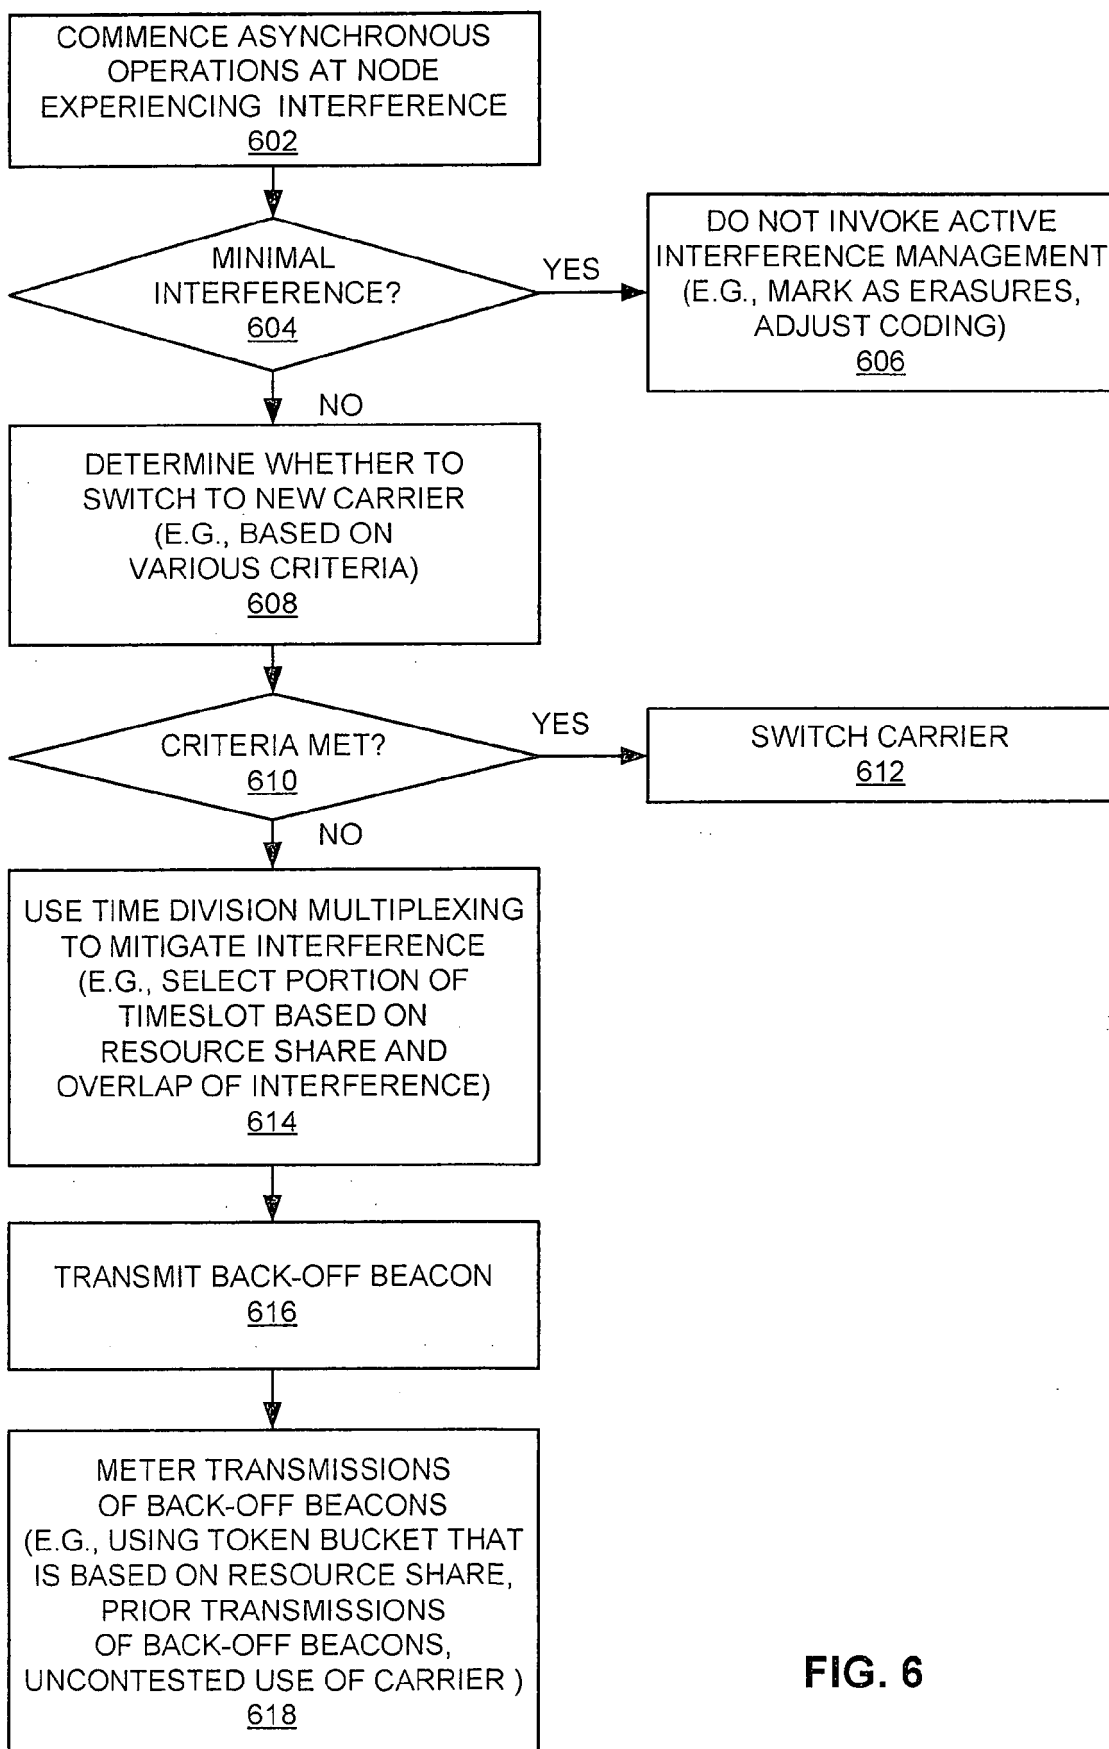 COMMENCE ASYNCHRONOUS
OPERATIONS AT NODE
EXPERIENCING INTERFERENCE
602
MINIMAL
INTERFERENCE?
604
YES
DO NOT INVOKE ACTIVE
INTERFERENCE MANAGEMENT
(E.G., MARK AS ERASURES,
ADJUST CODING)
606
NO
DETERMINE WHETHER TO
SWITCH TO NEW CARRIER
(E.G., BASED ON
VARIOUS CRITERIA)
608
CRITERIA MET?
610
YES
SWITCH CARRIER
612
NO
USE TIME DIVISION MULTIPLEXING
TO MITIGATE INTERFERENCE
(E.G., SELECT PORTION OF
TIMESLOT BASED ON
RESOURCE SHARE AND
OVERLAP OF INTERFERENCE)
614
TRANSMIT BACK-OFF BEACON
616
METER TRANSMISSIONS
OF BACK-OFF BEACONS
(E.G., USING TOKEN BUCKET THAT
IS BASED ON RESOURCE SHARE,
PRIOR TRANSMISSIONS
OF BACK-OFF BEACONS,
UNCONTESTED USE OF CARRIER )
618
FIG. 6